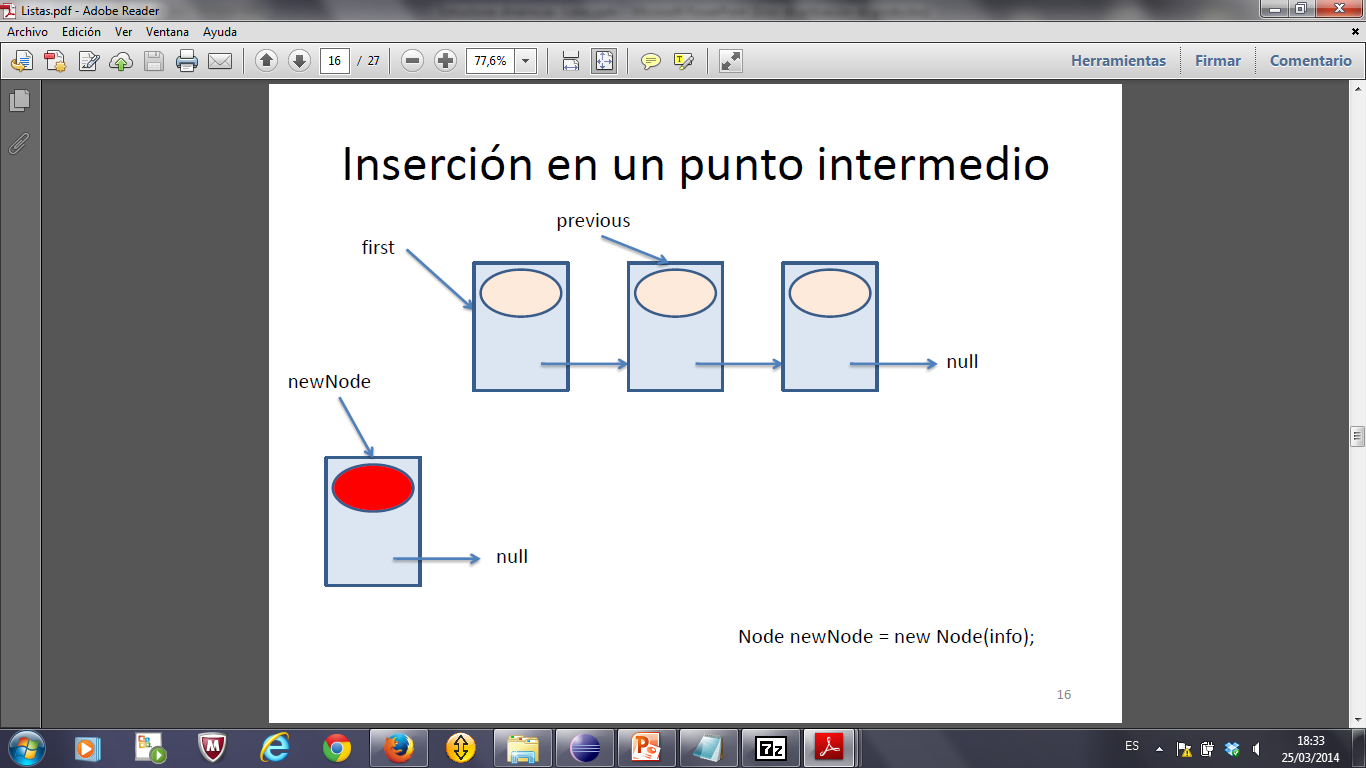 Listas.pdf - Adobe Reader
Archivo Edición Ver Ventana Ayuda
16 / 27 77,6% Herramientas Firmar Comentario
Inserción en un punto intermedio
previous
first
null
newNode
null
Node newNode = new Node(info);
16
ES
18:33
25/03/2014